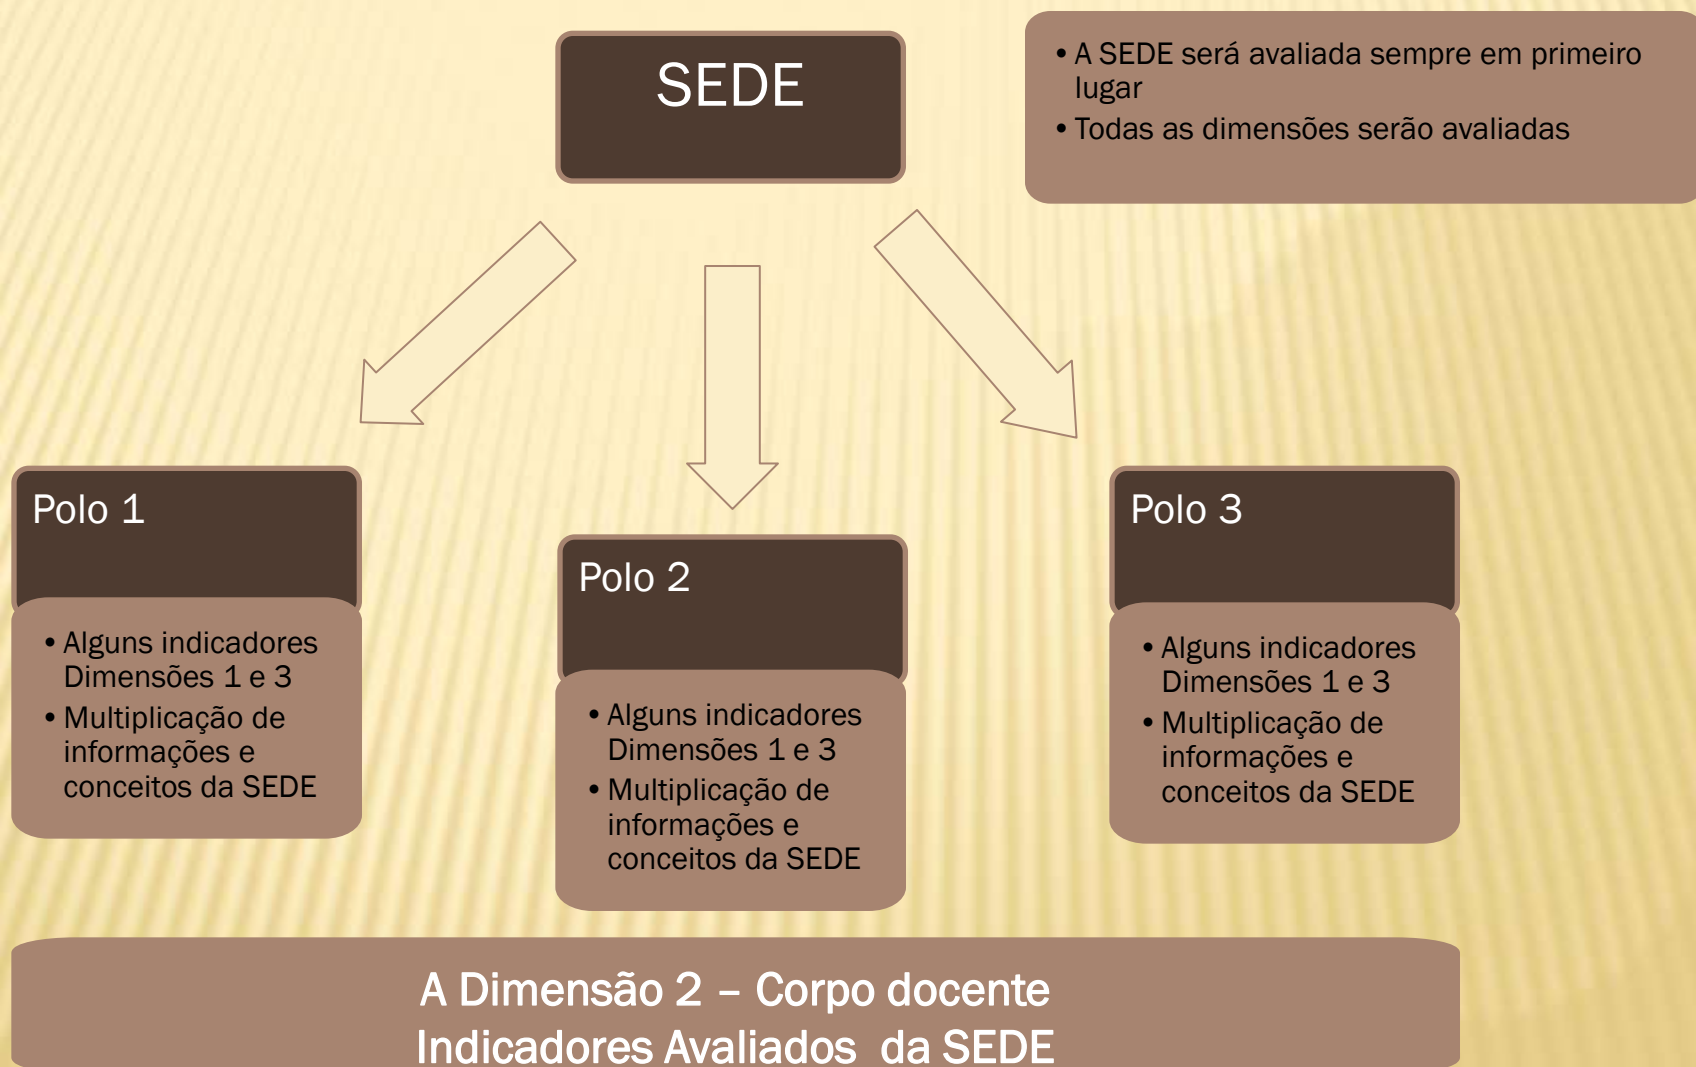 SEDE
• A SEDE será avaliada sempre em primeiro
lugar
• Todas as dimensões serão avaliadas
Polo 1
• Alguns indicadores
Dimensões 1 e 3
• Multiplicação de
informações e
conceitos da SEDE
Polo 2
• Alguns indicadores
Dimensões 1 e 3
• Multiplicação de
informações e
conceitos da SEDE
Polo 3
• Alguns indicadores
Dimensões 1 e 3
• Multiplicação de
informações e
conceitos da SEDE
A Dimensão 2 – Corpo docente
Indicadores Avaliados da SEDE